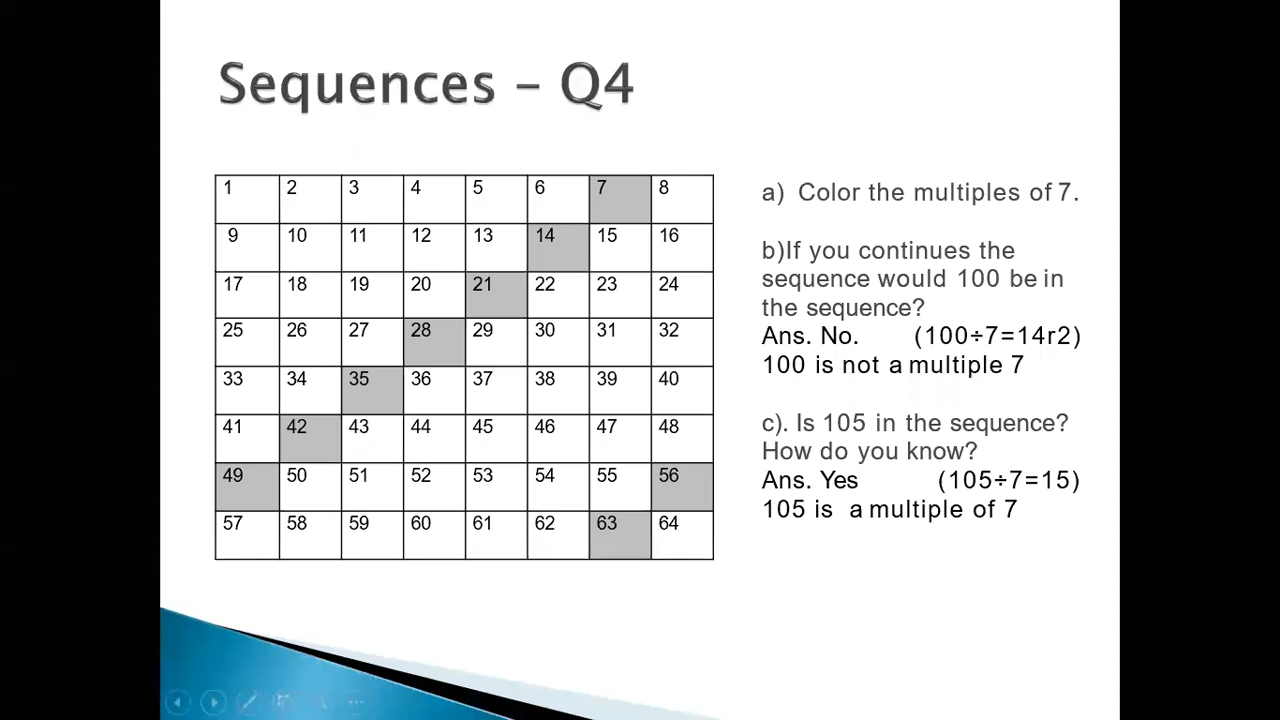 Sequences – Q4
1 2 3 4 5 6 7 8
9 10 11 12 13 14 15 16
17 18 19 20 21 22 23 24
25 26 27 28 29 30 31 32
33 34 35 36 37 38 39 40
41 42 43 44 45 46 47 48
49 50 51 52 53 54 55 56
57 58 59 60 61 62 63 64
a) Color the multiples of 7.
b)If you continues the
sequence would 100 be in
the sequence?
Ans. No. (100÷7=14r2)
100 is not a multiple 7
c). Is 105 in the sequence?
How do you know?
Ans. Yes (105÷7=15)
105 is a multiple of 7